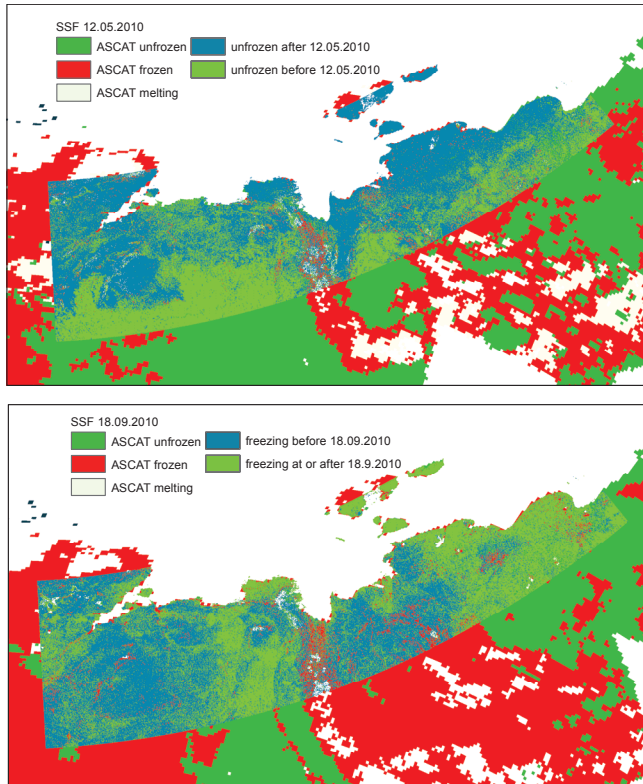 SSF 12.05.2010
ASCAT unfrozen unfrozen after 12.05.2010
ASCAT frozen unfrozen before 12.05.2010
ASCAT melting
SSF 18.09.2010
ASCAT unfrozen freezing before 18.09.2010
ASCAT frozen freezing at or after 18.9.2010
ASCAT melting